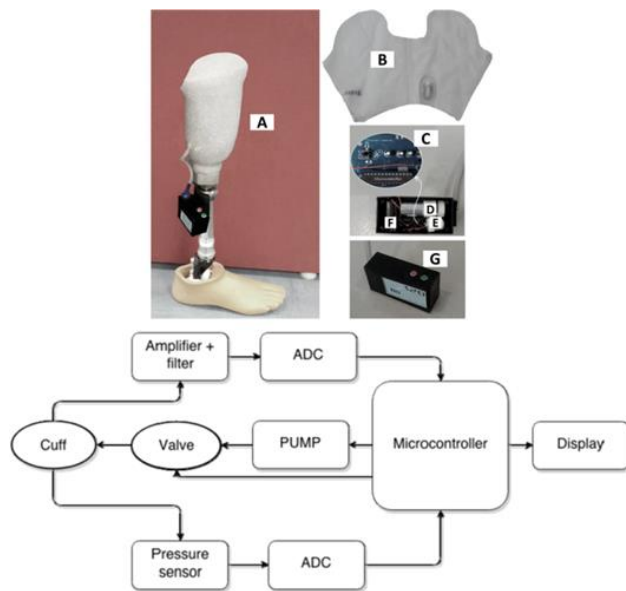 A
B
C
D
E
F
G
Amplifier +
filter
ADC
Cuff
Valve
PUMP
Microcontroller
Display
Pressure
sensor
ADC